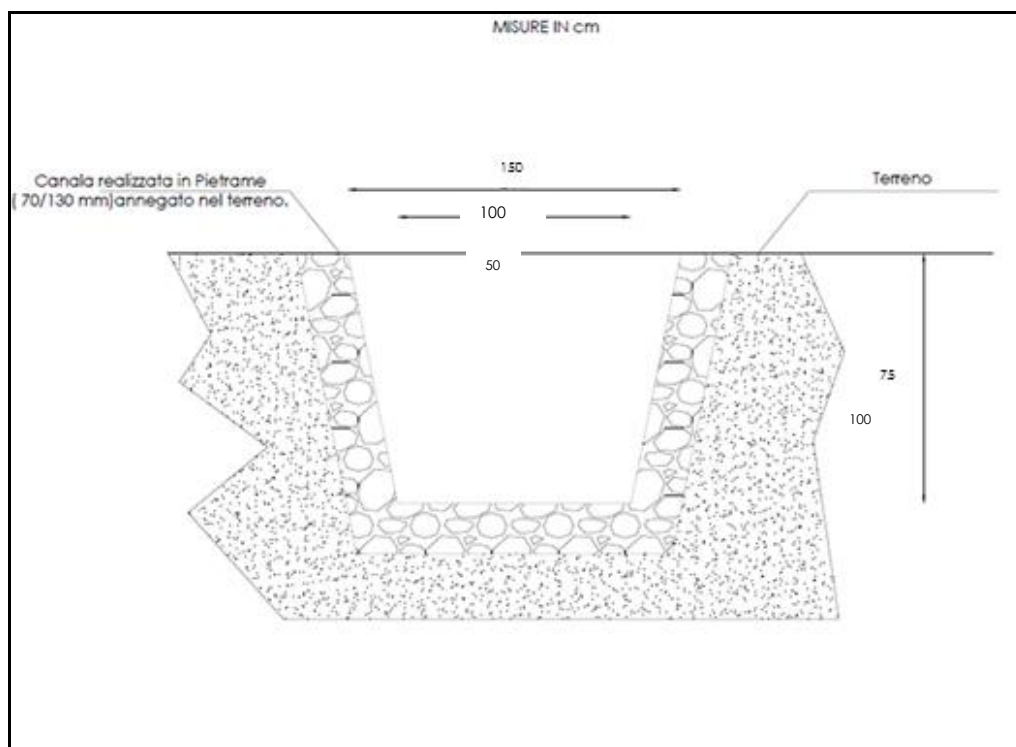 MISURE IN cm
150
Canala realizzata in Pietrame
( 70/130 mm)annegato nel terreno.
Terreno
100
50
75
100